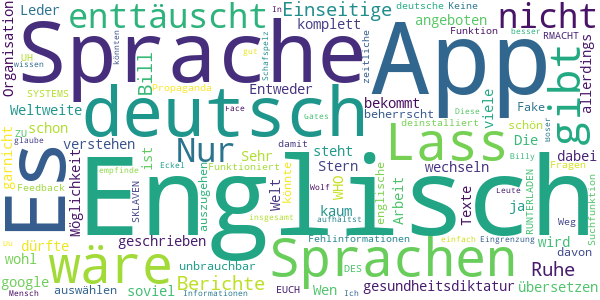 Leder enttäuscht Einseitige nicht
Organisation Bill komplett angeboten In deutsche Keine
Sprache App Funktion besser
UH wissen zeitliche könnten RMACHT gut
SYSTEMS Propaganda Entweder Schafspelz allerdings
Weltweite deutsch bekommt Fake
zu schon Face beherrscht viele gibt
glaube verstehen Nur Gates deinstalliert schön Diese
garnicht ist Sehr damit steht Lass Die Böser
Es Englisch
Feedback empfinde Eckel Funktioniert Stern wechseln dabei
Möglichkeit SKLAVEN auszugehen könnte Welt WHO englische Arbeit Texte Billy Fragen
Wolf kaum Leute RUNTERLADEN Suchfunktion
dürfte geschrieben insgesamt aufhältst Fehlinformationen einfach Eingrenzung ja Weg
wäre Sprachen wird davon
wohl unbrauchbar DES Ruhe
google Berichte EUCH gesundheitsdiktatur
DU auswählen soviel Wen übersetzen
Mensch Informationen Ich